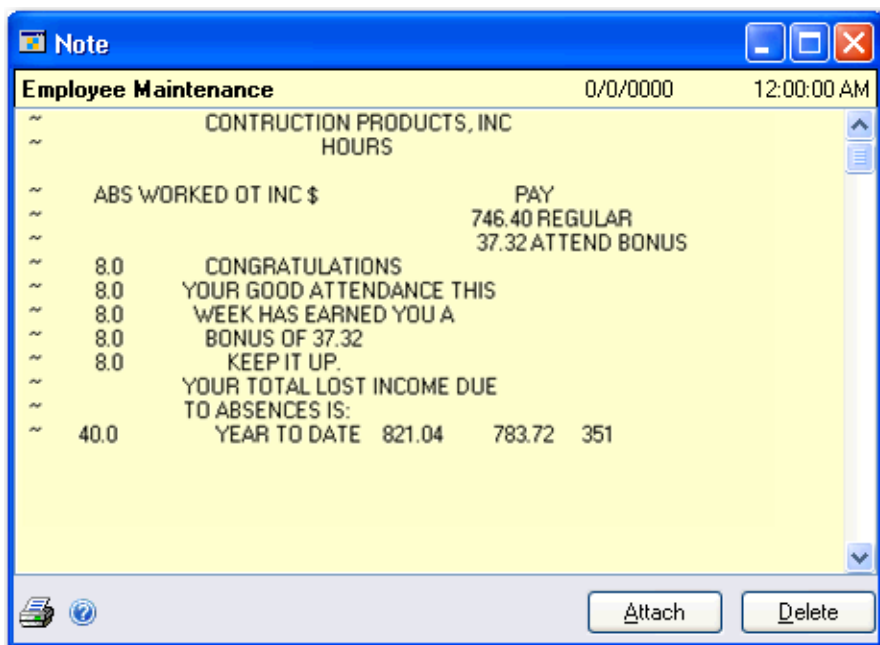 Note
Employee Maintenance 0/0/0000 12:00:00 AM
~ CONTRUCTION PRODUCTS, INC
~ HOURS
~ ABS WORKED OT INC $ PAY
~ 746.40 REGULAR
~ 37.32 ATTEND BONUS
~ 8.0 CONGRATULATIONS
~ 8.0 YOUR GOOD ATTENDANCE THIS
~ 8.0 WEEK HAS EARNED YOU A
~ 8.0 BONUS OF 37.32
~ 8.0 KEEP IT UP.
~ YOUR TOTAL LOST INCOME DUE
~ TO ABSENCES IS:
~ 40.0 YEAR TO DATE 821.04 783.72 351
Attach Delete